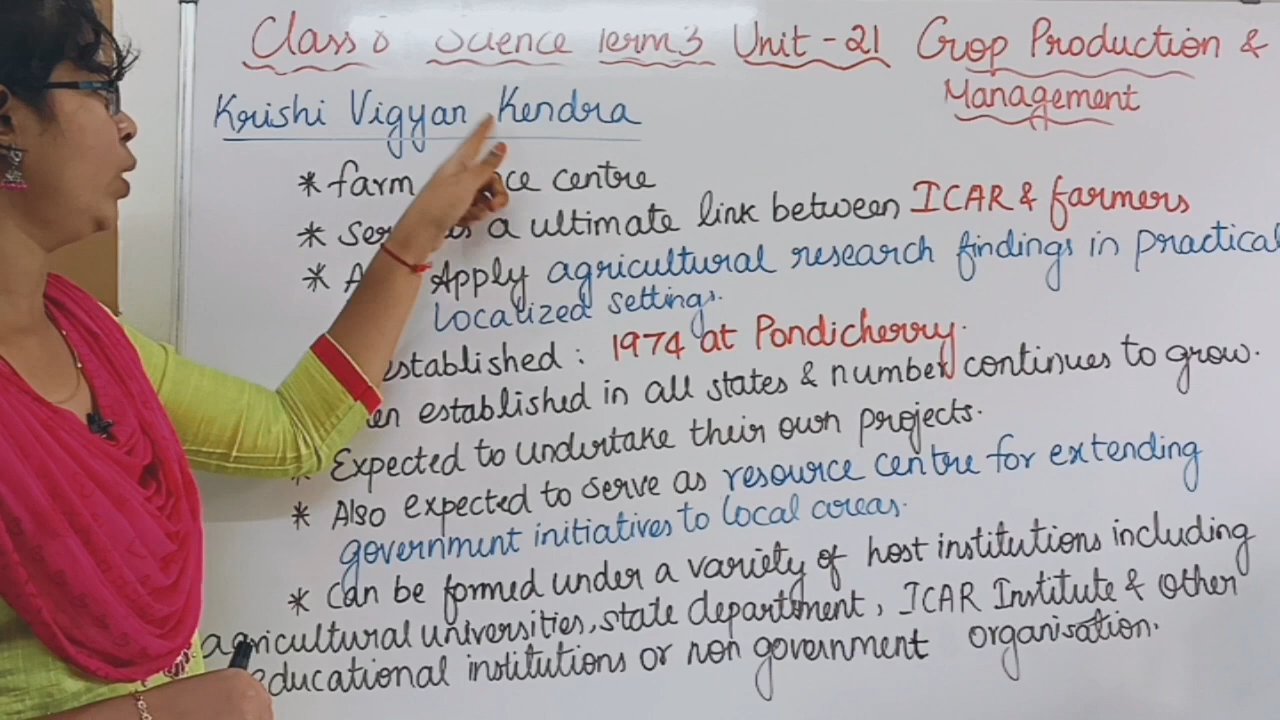 Class 8 Science Term 3 Unit - 21 Crop Production &
Management
Krishi Vigyan Kendra
* farm centre
* a ultimate link between ICAR & farmers
* Apply agricultural research findings in practical
localized settings.
established : 1974 at Pondicherry.
established in all states & number continues to grow.
* Expected to undertake their own projects.
* Also expected to serve as resource centre for extending
government initiatives to local areas.
* Can be formed under a variety of host institutions including
agricultural universities, state department, ICAR Institute & other
educational institutions or non government organisation.